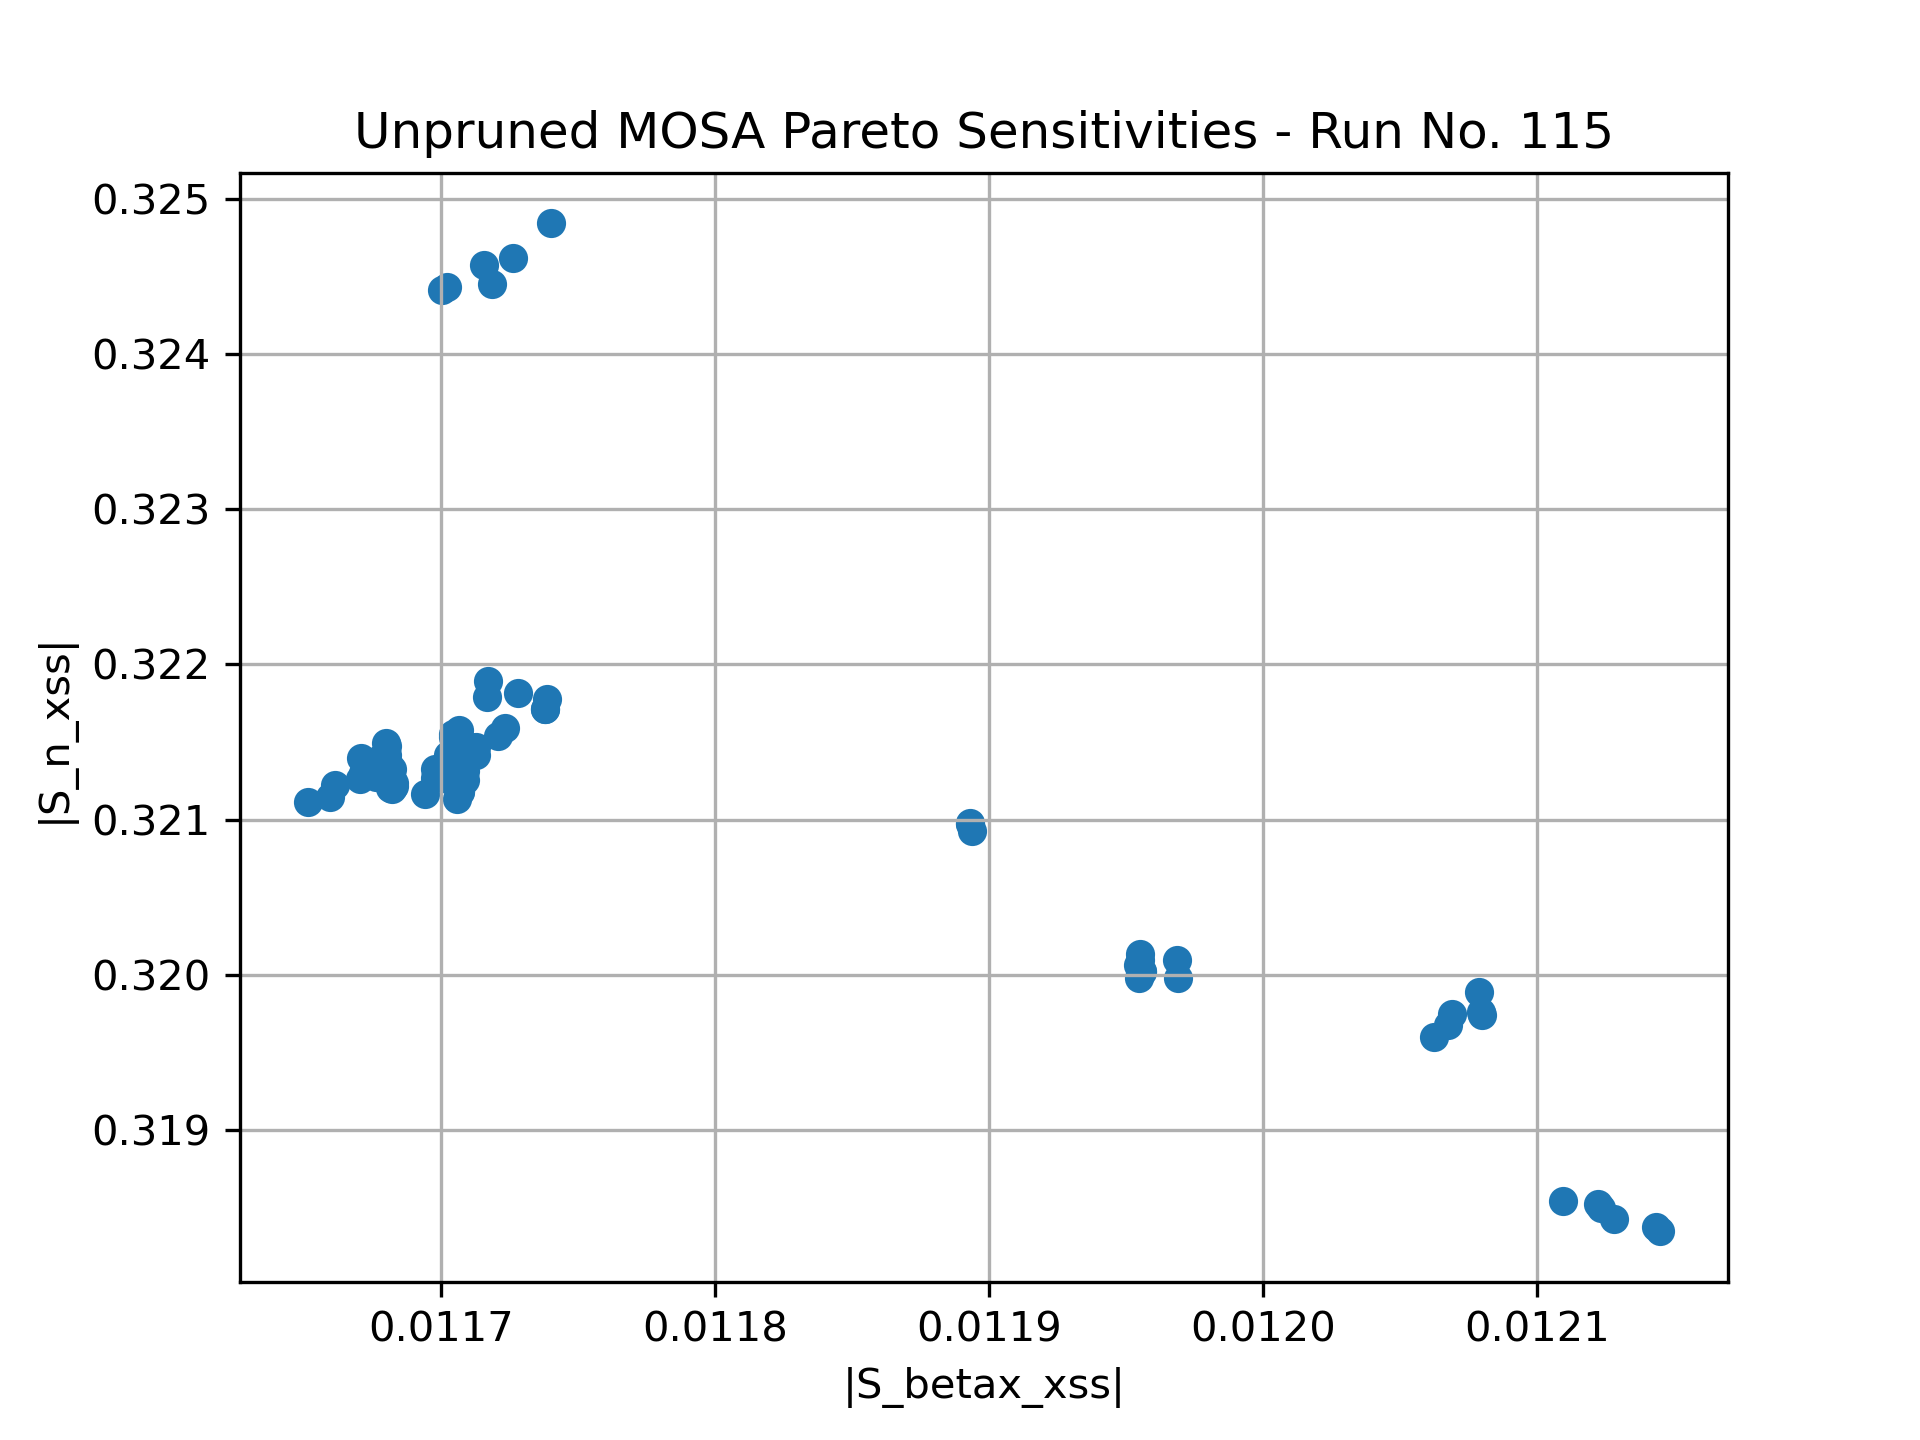 Unpruned MOSA Pareto Sensitivities - Run No. 115
0.325
0.324
0.323
0.322
0.321
0.320
0.319
|S_n_xss|
0.0117 0.0118 0.0119 0.0120 0.0121
|S_betax_xss|